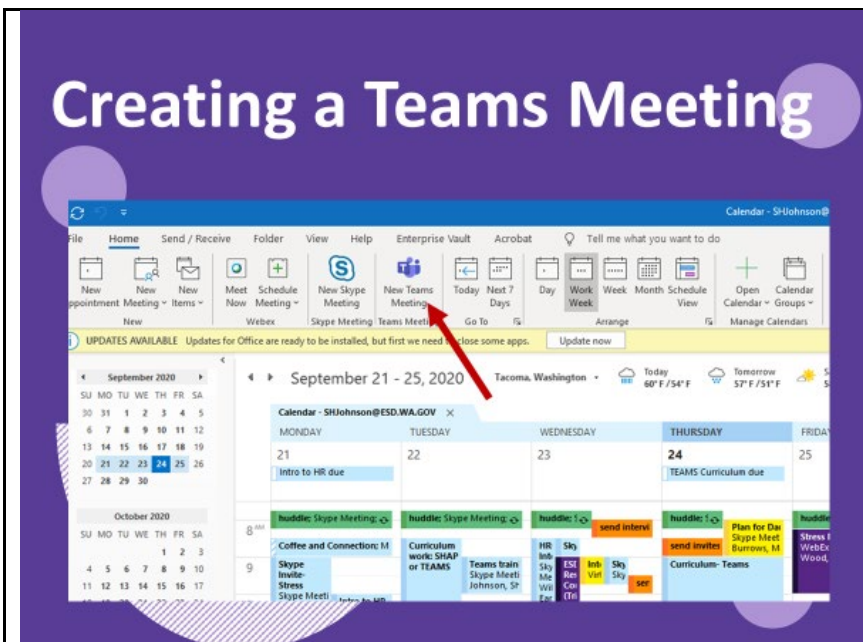 Creating a Teams Meeting
Calendar - SHJohnson@
File Home Send / Receive Folder View Help Enterprise Vault Acrobat Tell me what you want to do
New New New Meet Schedule New Skype New Teams Today Next 7 Day Work Week Month Schedule Open Calendar
Meeting Items Now Meeting Meeting Meeting Days Week View Calendar Groups
New Webex Skype Meeting Go To Arrange Manage Calendars
UPDATES AVAILABLE Updates for Office are ready to be installed, but first we need to close some apps. Update now
September 2020
September 21 - 25, 2020 Tacoma, Washington
Today
60°F/54°F
Tomorrow
57°F/51°F
SU MO TU WE TH FR SA
30 31 1 2 3 4 5
6 7 8 9 10 11 12
13 14 15 16 17 18 19
20 21 22 23 24 25 26
27 28 29 30
October 2020
SU MO TU WE TH FR SA
1 2 3
4 5 6 7 8 9 10
11 12 13 14 15 16 17
Calendar - SHJohnson@ESD.WA.GOV
MONDAY TUESDAY WEDNESDAY THURSDAY
21 22 23 24 25
Intro to HR due
TEAMS Curriculum due
8 AM
huddle; Skype Meeting;
huddle; Skype Meeting;
huddle;
send intervi
huddle;
Plan for Da
Skype Meet
Burrows, M
huddle
send invites
Stress
WebEx
Wood,
9
Coffee and Connection: M
Skype
Invite-
Stress
Skype Meeti
Curriculum
work: SHAP
or TEAMS
Teams train
Skype Meeti
Johnson, SH
HR
Sky
ESD
Sky
Curriculum- Teams